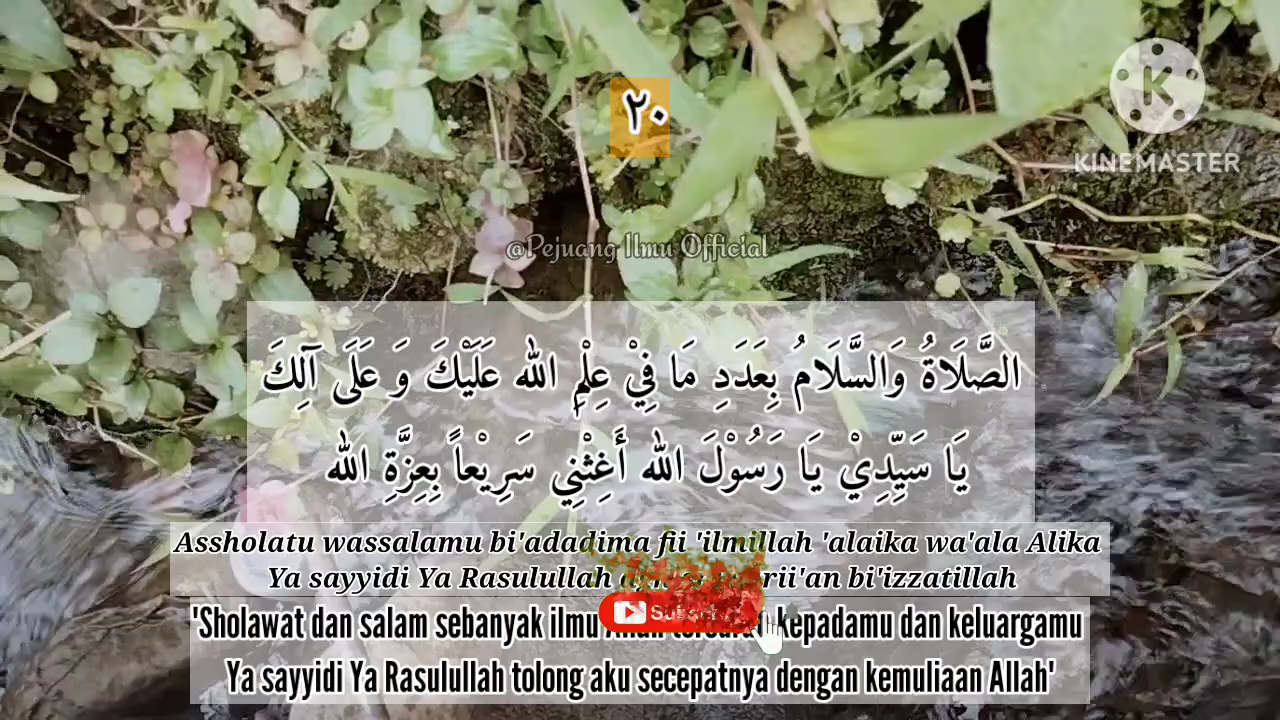 ٢٠
K
KINEMASTER
@Pejuang Ilmu Official
الصَّلَاةُ وَالسَّلَامُ بِعَدَدِ مَا فِيْ عِلْمِ الله عَلَيْكَ وَ عَلَى آلِكَ
يَا سَيِّدِيْ يَا رَسُوْلَ الله أَغِثْنِي سَرِيْعاً بِعِزَّةِ الله
Assholatu wassalamu bi'adadima fii 'ilmillah 'alaika wa'ala Alika
Ya sayyidi Ya Rasulullah bi'izzatillah
'Sholawat dan salam sebanyak ilmu kepadamu dan keluargamu
Ya sayyidi Ya Rasulullah tolong aku secepatnya dengan kemuliaan Allah'